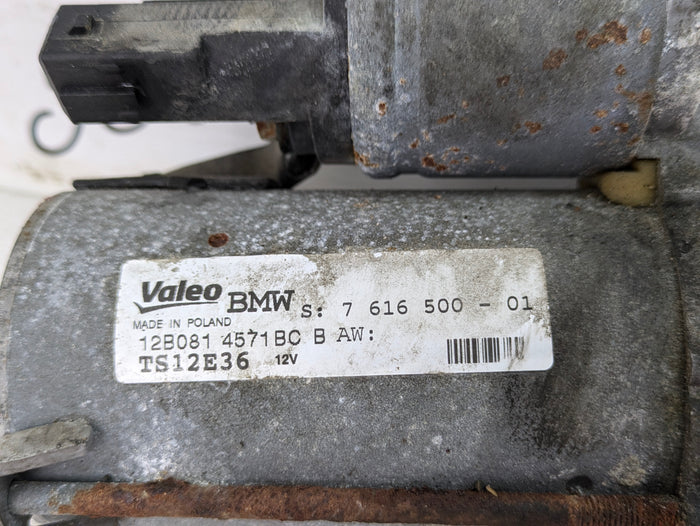 Valeo BMW S: 7 616 500 - 01
MADE IN POLAND
12B081 4571BC B AW:
TS12E36 12V